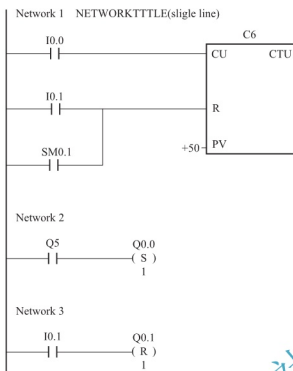 Network 1 NETWORKTTTLE(sligle line)
C6
I0.0
CU CTU
I0.1
R
SM0.1
+50 PV
Network 2
Q5 Q0.0
( S )
1
Network 3
I0.1 Q0.1
( R )
1